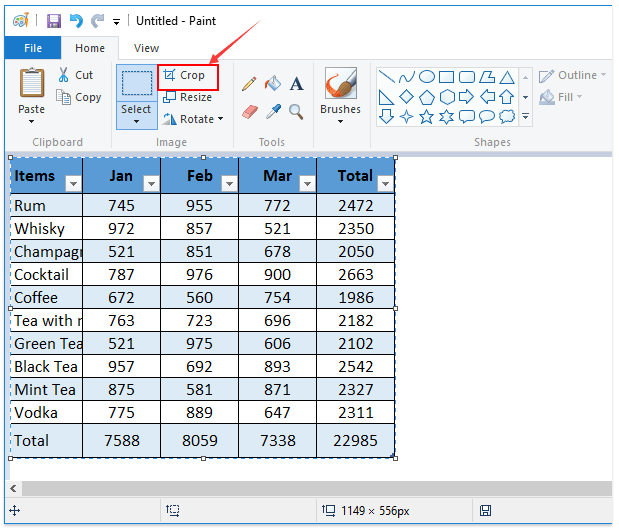 Untitled - Paint
File Home View
Paste
Cut
Copy
Clipboard
Select
Crop
Resize
Rotate
Image
A
Tools
Brushes
Outline
Fill
Shapes
Items Jan Feb Mar Total
Rum 745 955 772 2472
Whisky 972 857 521 2350
Champagn 521 851 678 2050
Cocktail 787 976 900 2663
Coffee 672 560 754 1986
Tea with m 763 723 696 2182
Green Tea 521 975 606 2102
Black Tea 957 692 893 2542
Mint Tea 875 581 871 2327
Vodka 775 889 647 2311
Total 7588 8059 7338 22985
1149 × 556px